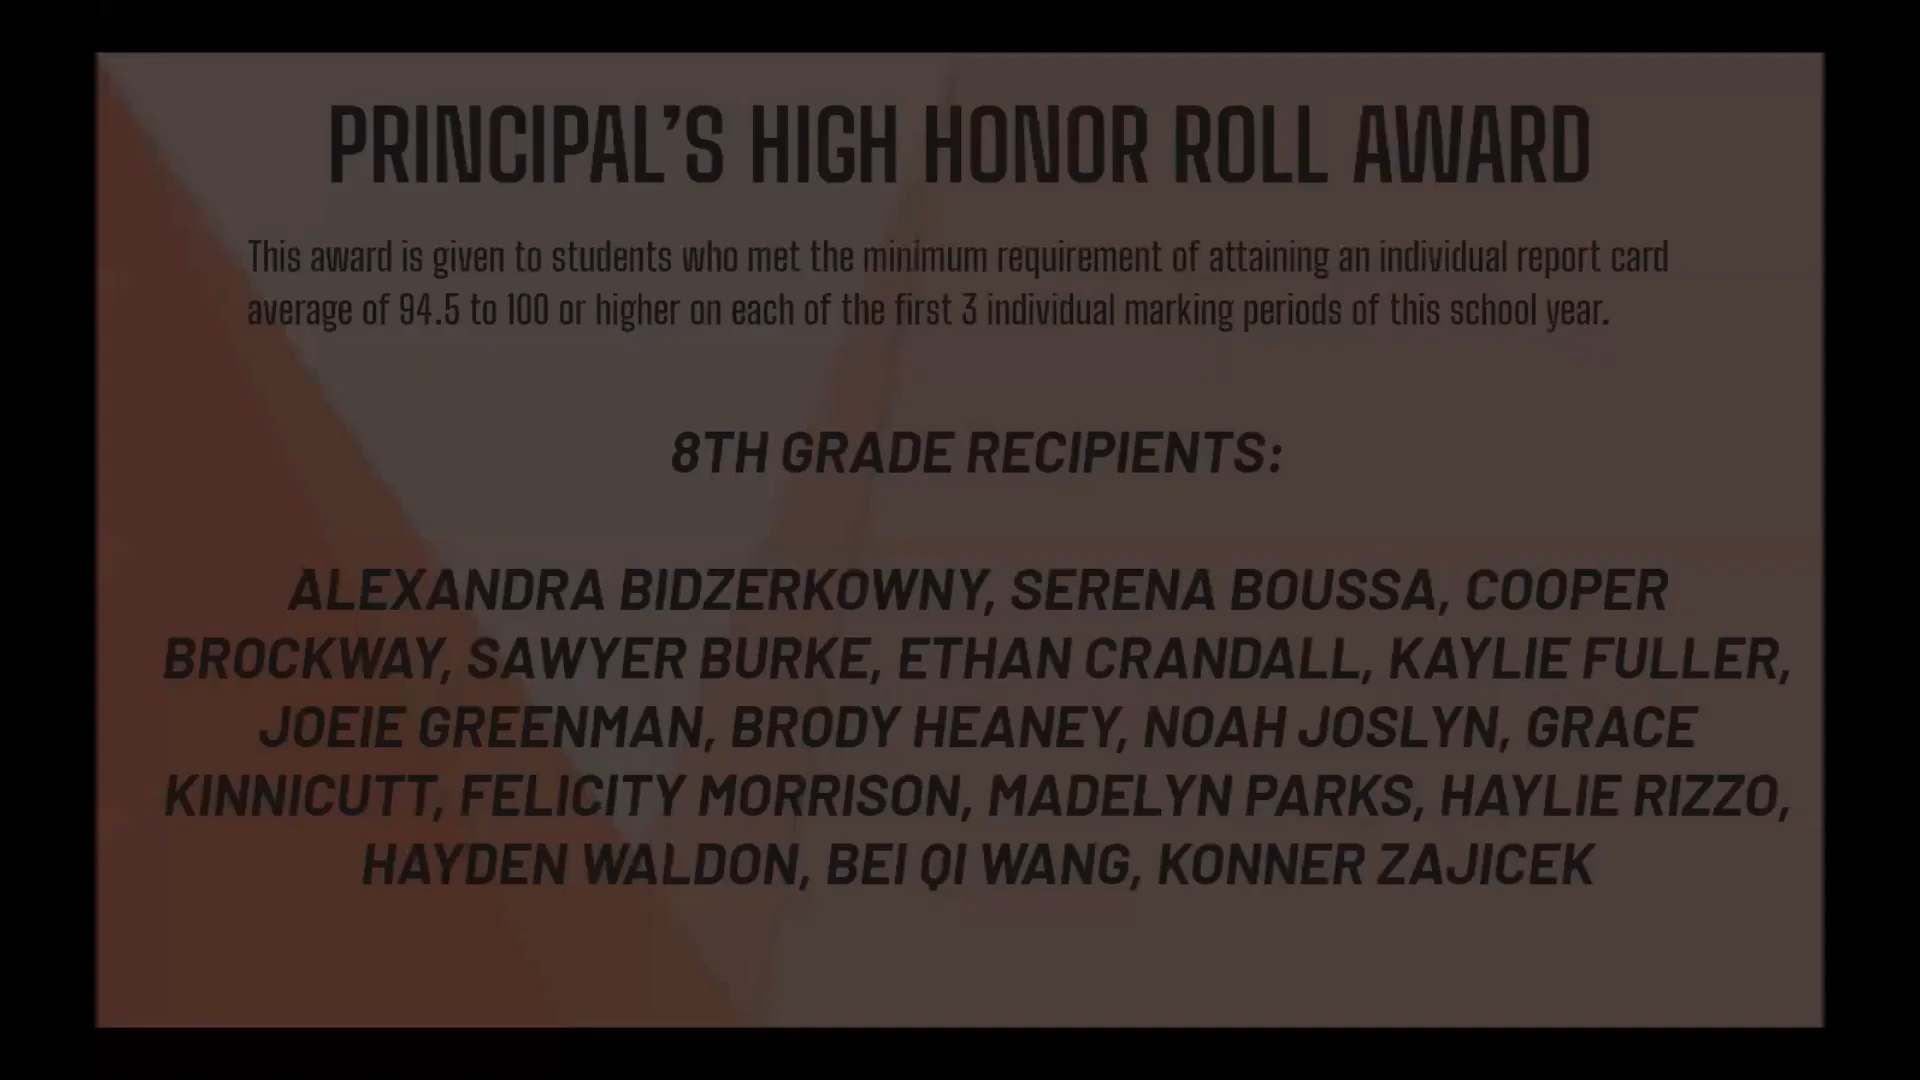 PRINCIPAL'S HIGH HONOR ROLL AWARD
This award is given to students who met the minimum requirement of attaining an individual report card
average of 94.5 to 100 or higher on each of the first 3 individual marking periods of this school year.
8TH GRADE RECIPIENTS:
ALEXANDRA BIDZERKOWNY, SERENA BOUSSA, COOPER
BROCKWAY, SAWYER BURKE, ETHAN CRANDALL, KAYLIE FULLER,
JOEIE GREENMAN, BRODY HEANEY, NOAH JOSLYN, GRACE
KINNICUTT, FELICITY MORRISON, MADELYN PARKS, HAYLIE RIZZO,
HAYDEN WALDON, BEI QI WANG, KONNER ZAJICEK